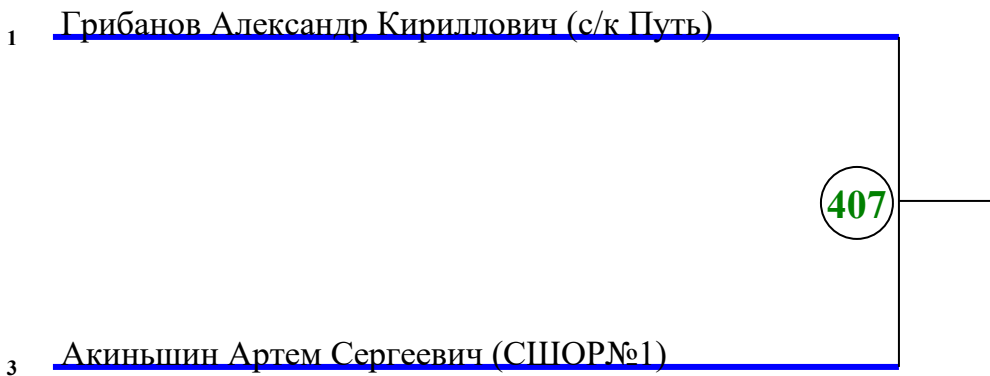 1 Грибанов Александр Кириллович (с/к Путь)
407
3 Акиньшин Артем Сергеевич (СШОР№1)